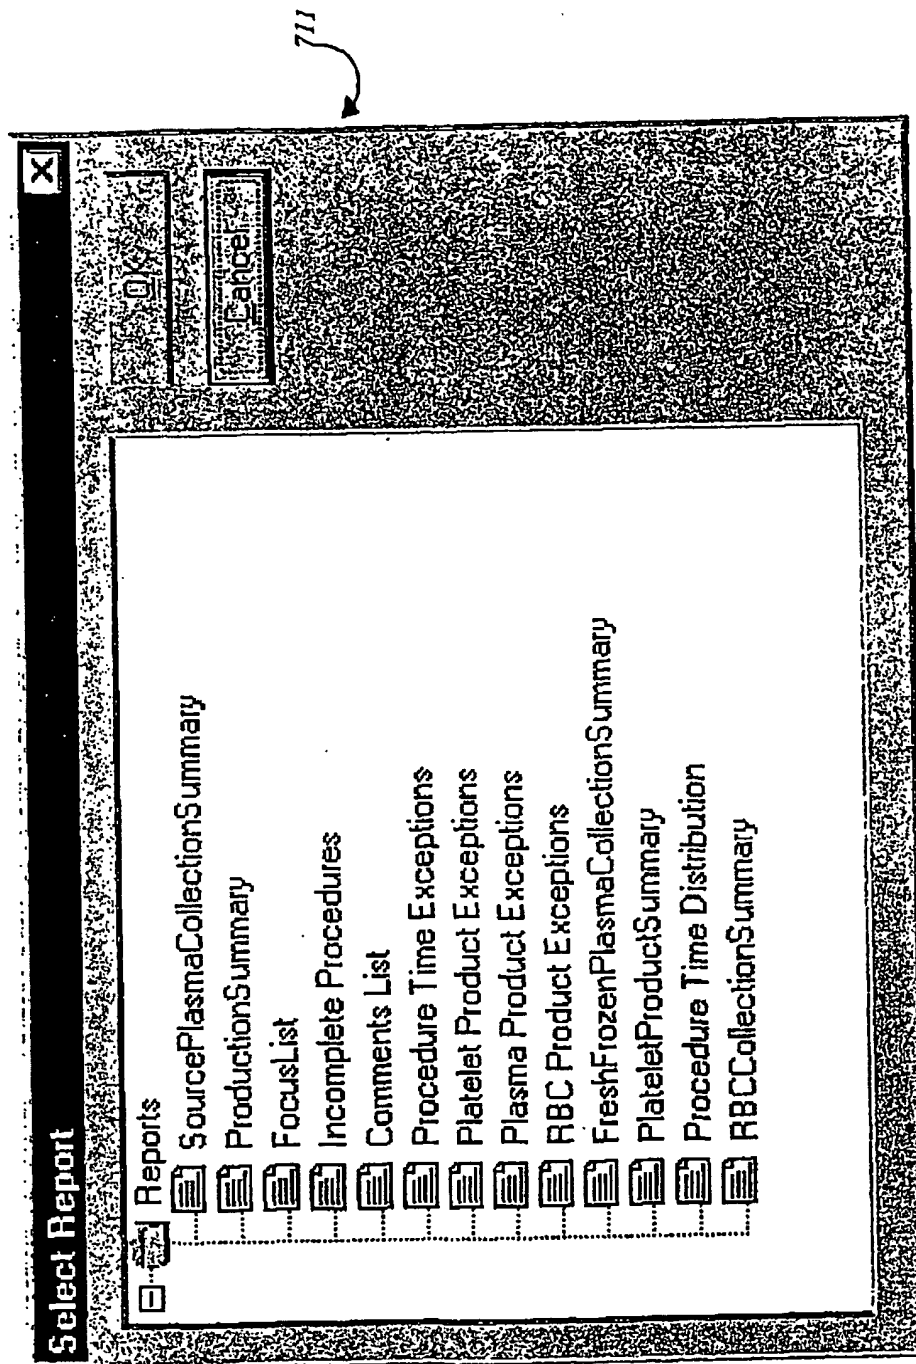 711
Select Report
X
OK
Cancel
Reports
SourcePlasmaCollectionSummary
ProductionSummary
FocusList
Incomplete Procedures
Comments List
Procedure Time Exceptions
Platelet Product Exceptions
Plasma Product Exceptions
RBC Product Exceptions
FreshFrozenPlasmaCollectionSummary
PlateletProductSummary
Procedure Time Distribution
RBCCollectionSummary